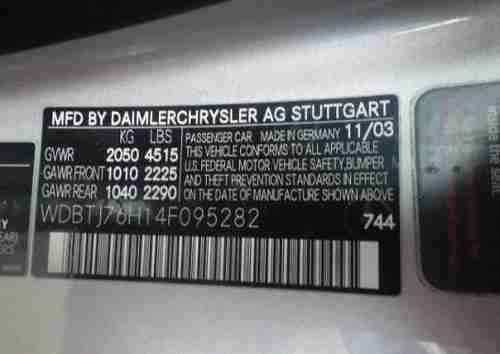 MFD BY DAIMLERCHRYSLER AG STUTTGART
KG LBS
GVWR 2050 4515
GAWR FRONT 1010 2225
GAWR REAR 1040 2290
PASSENGER CAR MADE IN GERMANY 11/03
THIS VEHICLE CONFORMS TO ALL APPLICABLE
U.S. FEDERAL MOTOR VEHICLE SAFETY, BUMPER
AND THEFT PREVENTION STANDARDS IN EFFECT
ON THE DATE OF MANUFACTURE SHOWN ABOVE
WDBTJ76H14F095282
744